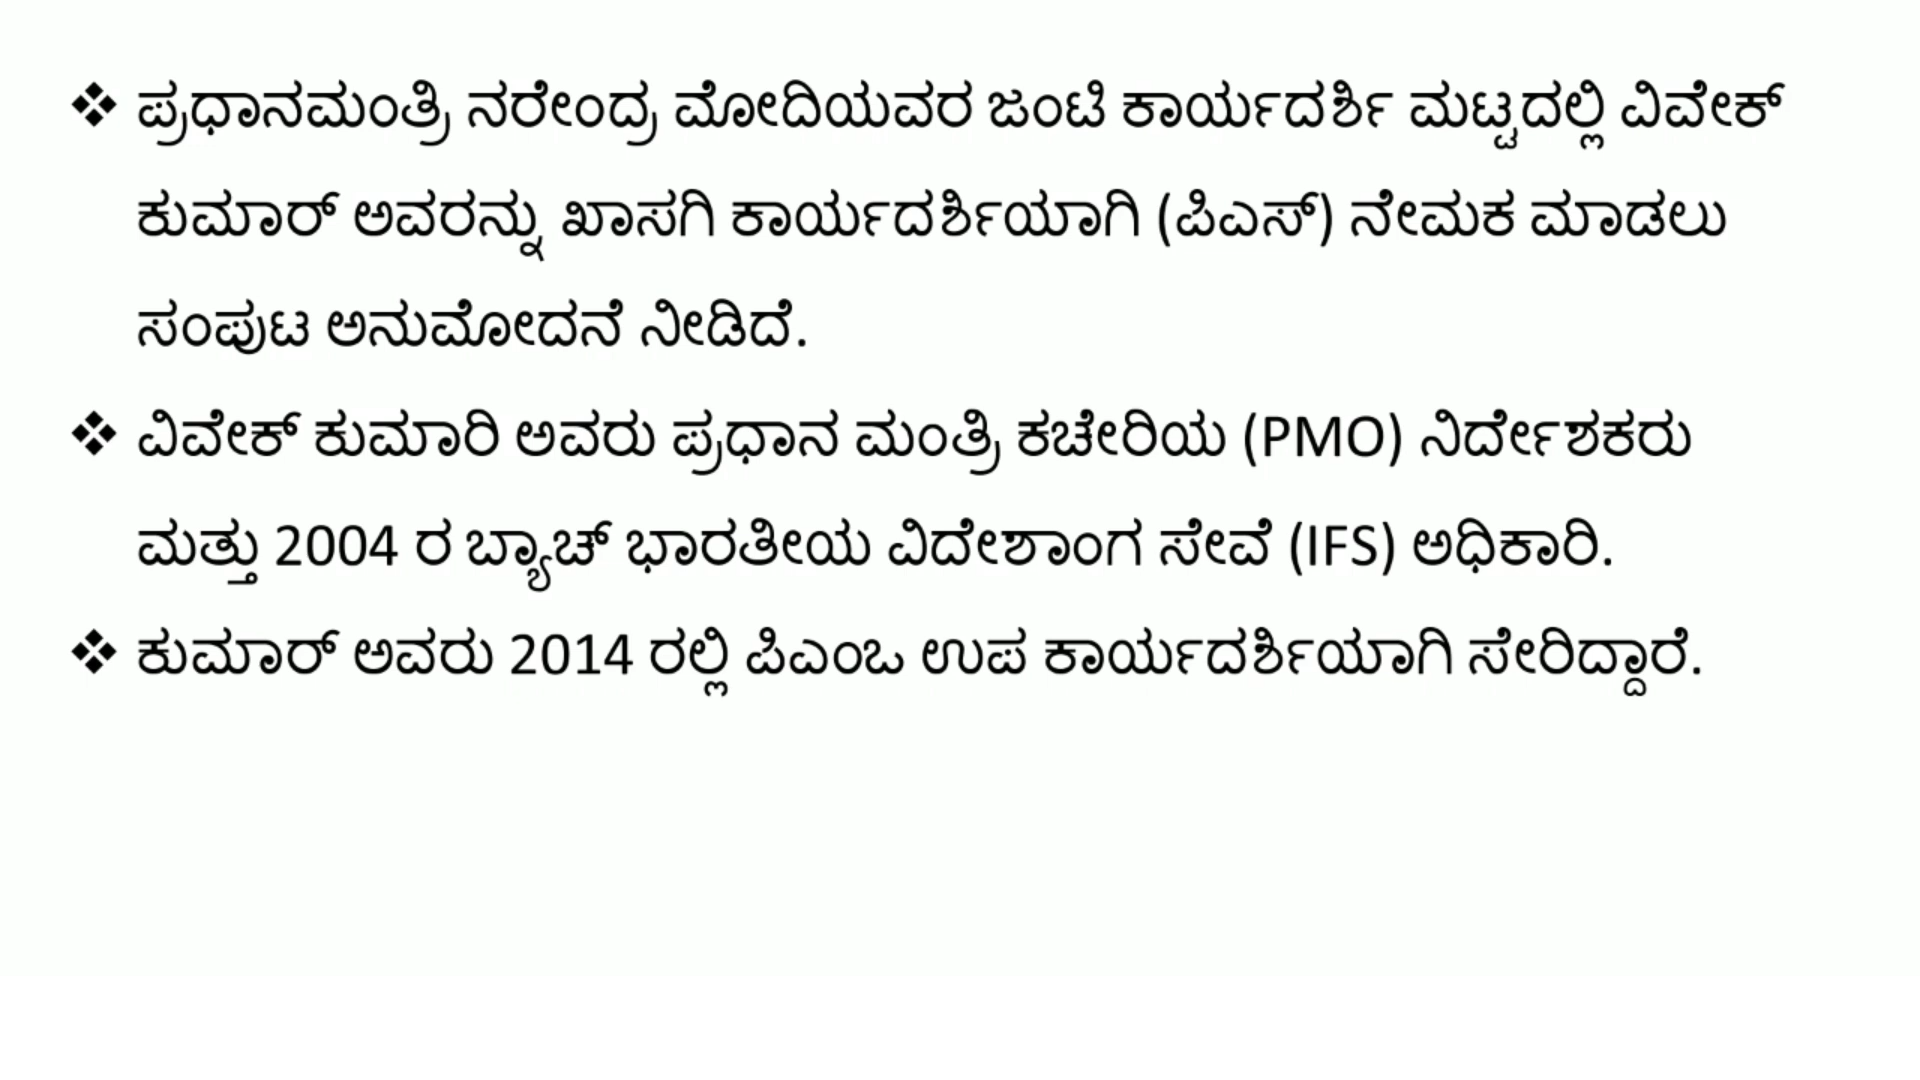 ❖ ಪ್ರಧಾನಮಂತ್ರಿ ನರೇಂದ್ರ ಮೋದಿಯವರ ಜಂಟಿ ಕಾರ್ಯದರ್ಶಿ ಮಟ್ಟದಲ್ಲಿ ವಿವೇಕ್
ಕುಮಾರ್ ಅವರನ್ನು ಖಾಸಗಿ ಕಾರ್ಯದರ್ಶಿಯಾಗಿ (ಪಿಎಸ್) ನೇಮಕ ಮಾಡಲು
ಸಂಪುಟ ಅನುಮೋದನೆ ನೀಡಿದೆ.
❖ ವಿವೇಕ್ ಕುಮಾರಿ ಅವರು ಪ್ರಧಾನ ಮಂತ್ರಿ ಕಚೇರಿಯ (PMO) ನಿರ್ದೇಶಕರು
ಮತ್ತು 2004 ರ ಬ್ಯಾಚ್ ಭಾರತೀಯ ವಿದೇಶಾಂಗ ಸೇವೆ (IFS) ಅಧಿಕಾರಿ.
❖ ಕುಮಾರ್ ಅವರು 2014 ರಲ್ಲಿ ಪಿಎಂಒ ಉಪ ಕಾರ್ಯದರ್ಶಿಯಾಗಿ ಸೇರಿದ್ದಾರೆ.